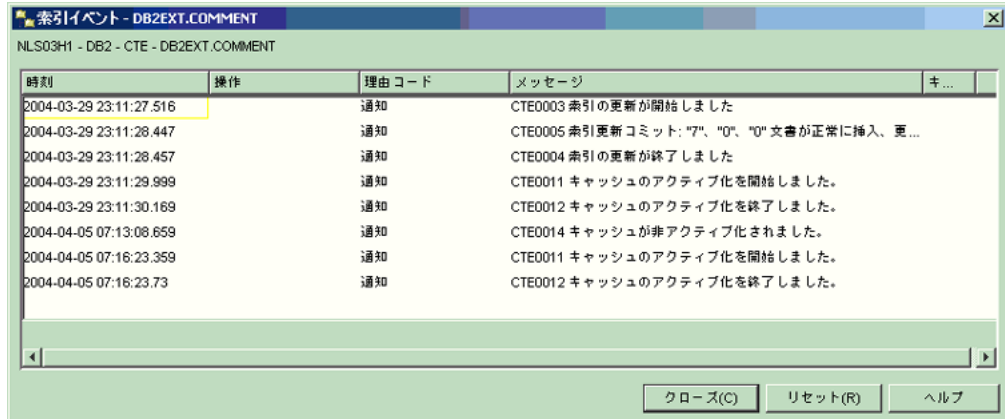 索引イベント - DB2EXT.COMMENT
NLS03H1 - DB2 - CTE - DB2EXT.COMMENT
時刻 操作 理由コード メッセージ キ...
2004-03-29 23:11:27.516 通知 CTE0003 索引の更新が開始しました
2004-03-29 23:11:28.447 通知 CTE0005 索引更新コミット: "7"、"0"、"0" 文書が正常に挿入、更...
2004-03-29 23:11:28.457 通知 CTE0004 索引の更新が終了しました
2004-03-29 23:11:29.999 通知 CTE0011 キャッシュのアクティブ化を開始しました。
2004-03-29 23:11:30.169 通知 CTE0012 キャッシュのアクティブ化を終了しました。
2004-04-05 07:13:08.659 通知 CTE0014 キャッシュが非アクティブ化されました。
2004-04-05 07:16:23.359 通知 CTE0011 キャッシュのアクティブ化を開始しました。
2004-04-05 07:16:23.73 通知 CTE0012 キャッシュのアクティブ化を終了しました。
クローズ(C) リセット(R) ヘルプ